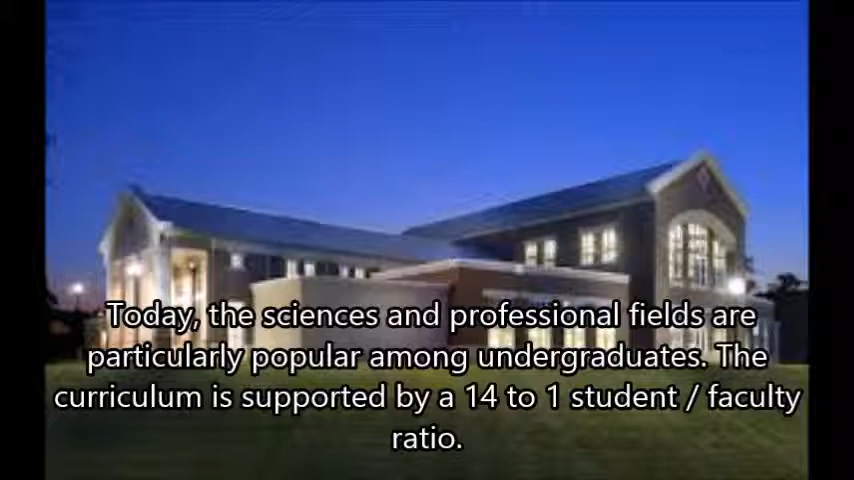 Today, the sciences and professional fields are
particularly popular among undergraduates. The
curriculum is supported by a 14 to 1 student / faculty
ratio.